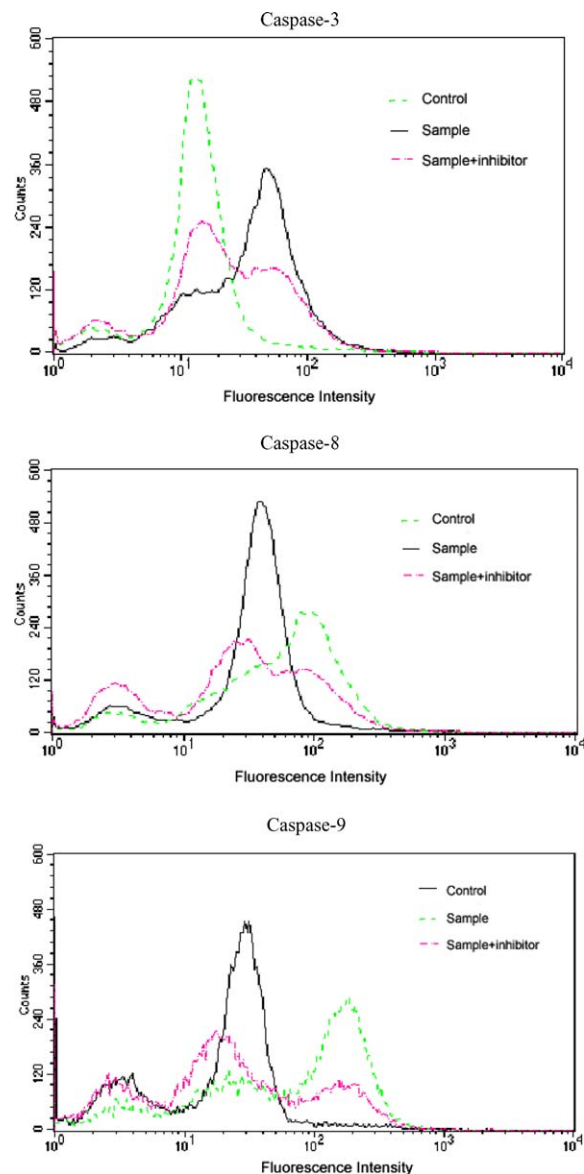 Caspase-3
600
480
360
240
120
0
Counts
Control
Sample
Sample+inhibitor
10⁰
10¹
10²
10³
10⁴
Fluorescence Intensity
Caspase-8
600
480
360
240
120
0
Counts
Control
Sample
Sample+inhibitor
10⁰
10¹
10²
10³
10⁴
Fluorescence Intensity
Caspase-9
600
480
360
240
120
0
Counts
Control
Sample
Sample+inhibitor
10⁰
10¹
10²
10³
10⁴
Fluorescence Intensity